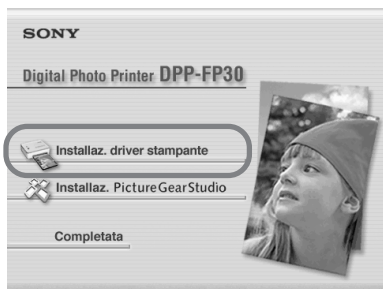 SONY
Digital Photo Printer DPP-FP30
Installaz. driver stampante
Installaz. PictureGearStudio
Completata